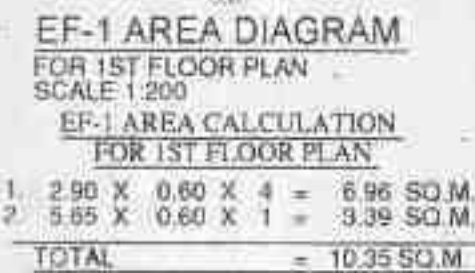 EF-1 AREA DIAGRAM
FOR 1ST FLOOR PLAN
SCALE 1:200
EF-1 AREA CALCULATION
FOR 1ST FLOOR PLAN
1. 2.90 X 0.60 X 4 = 6.96 SQ.M.
2. 5.65 X 0.60 X 1 = 3.39 SQ.M.
TOTAL = 10.35 SQ.M.